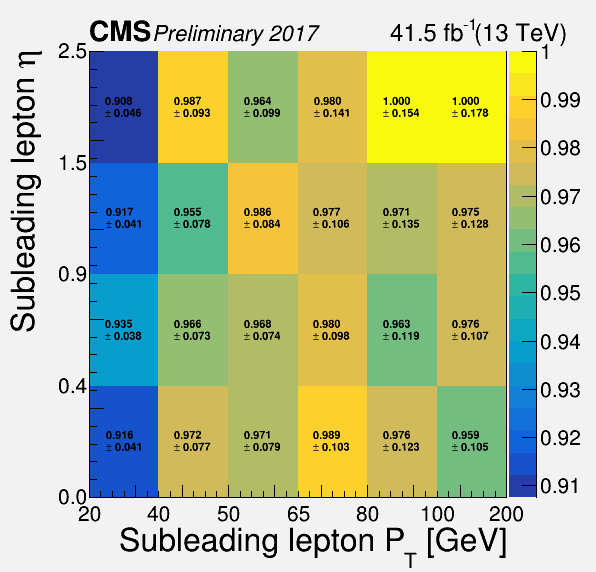 CMS Preliminary 2017 41.5 fb-1(13 TeV)
Subleading lepton η
2.5
1.5
0.9
0.4
0.0
0.908 0.987 0.964 0.980 1.000 1.000
± 0.046 ± 0.093 ± 0.099 ± 0.141 ± 0.154 ± 0.178
0.917 0.955 0.986 0.977 0.971 0.975
± 0.041 ± 0.078 ± 0.084 ± 0.106 ± 0.135 ± 0.128
0.935 0.966 0.968 0.980 0.963 0.976
± 0.038 ± 0.073 ± 0.074 ± 0.098 ± 0.119 ± 0.107
0.916 0.972 0.971 0.989 0.976 0.959
± 0.041 ± 0.077 ± 0.079 ± 0.103 ± 0.123 ± 0.105
20 40 50 65 80 100 200
Subleading lepton PT [GeV]
1
0.99
0.98
0.97
0.96
0.95
0.94
0.93
0.92
0.91